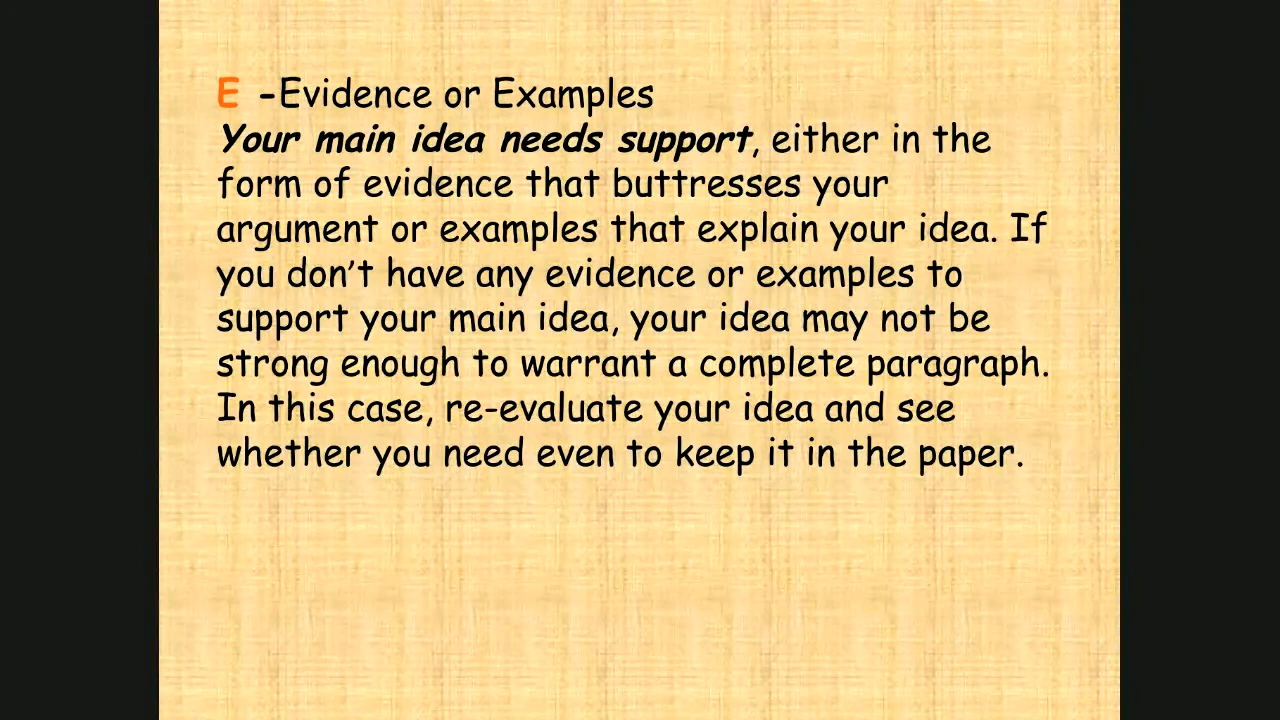 E -Evidence or Examples
Your main idea needs support, either in the
form of evidence that buttresses your
argument or examples that explain your idea. If
you don’t have any evidence or examples to
support your main idea, your idea may not be
strong enough to warrant a complete paragraph.
In this case, re-evaluate your idea and see
whether you need even to keep it in the paper.